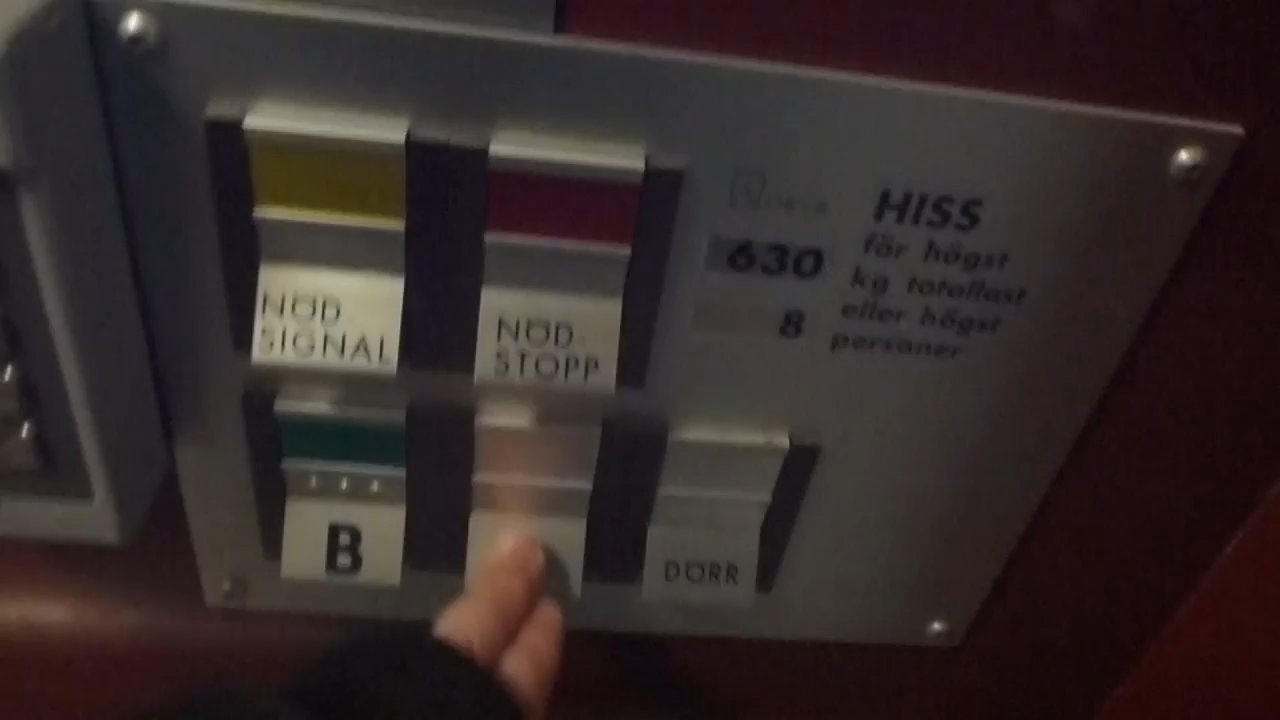 NÖD
SIGNAL
NÖD
STOPP
HISS
för högst
630 kg totallast
eller högst
8 personer
B
DÖRR